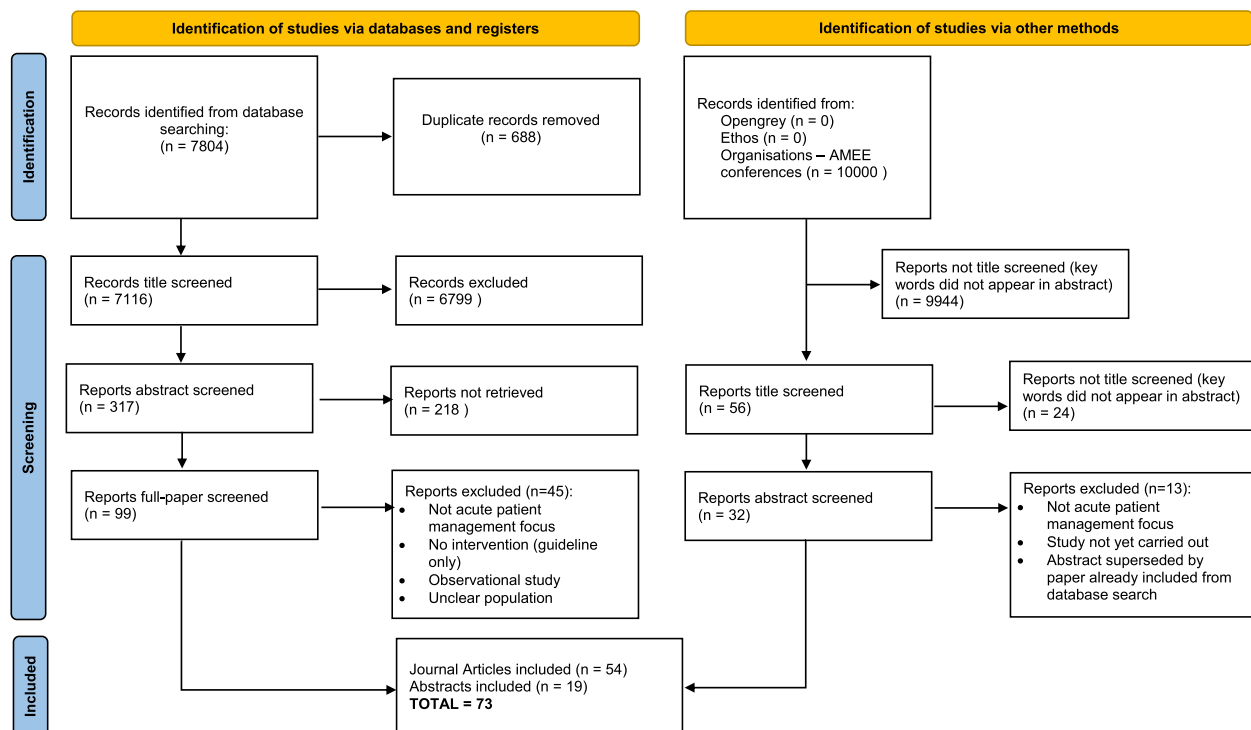 Identification of studies via databases and registers
Identification of studies via other methods
Identification
Records identified from database
searching:
(n = 7804)
Duplicate records removed
(n = 688)
Records identified from:
Opengrey (n = 0)
Ethos (n = 0)
Organisations – AMEE
conferences (n = 10000 )
Screening
Records title screened
(n = 7116)
Records excluded
(n = 6799 )
Reports not title screened (key
words did not appear in abstract)
n = 9944)
Reports abstract screened
(n = 317)
Reports not retrieved
(n = 218 )
Reports title screened
(n = 56)
Reports not title screened (key
words did not appear in abstract)
n = 24)
Reports full-paper screened
(n = 99)
Reports excluded (n=45):
• Not acute patient
management focus
• No intervention (guideline
only)
• Observational study
• Unclear population
Reports abstract screened
(n = 32)
Reports excluded (n=13):
• Not acute patient
management focus
• Study not yet carried out
• Abstract superseded by
paper already included from
database search
Included
Journal Articles included (n = 54)
Abstracts included (n = 19)
TOTAL = 73